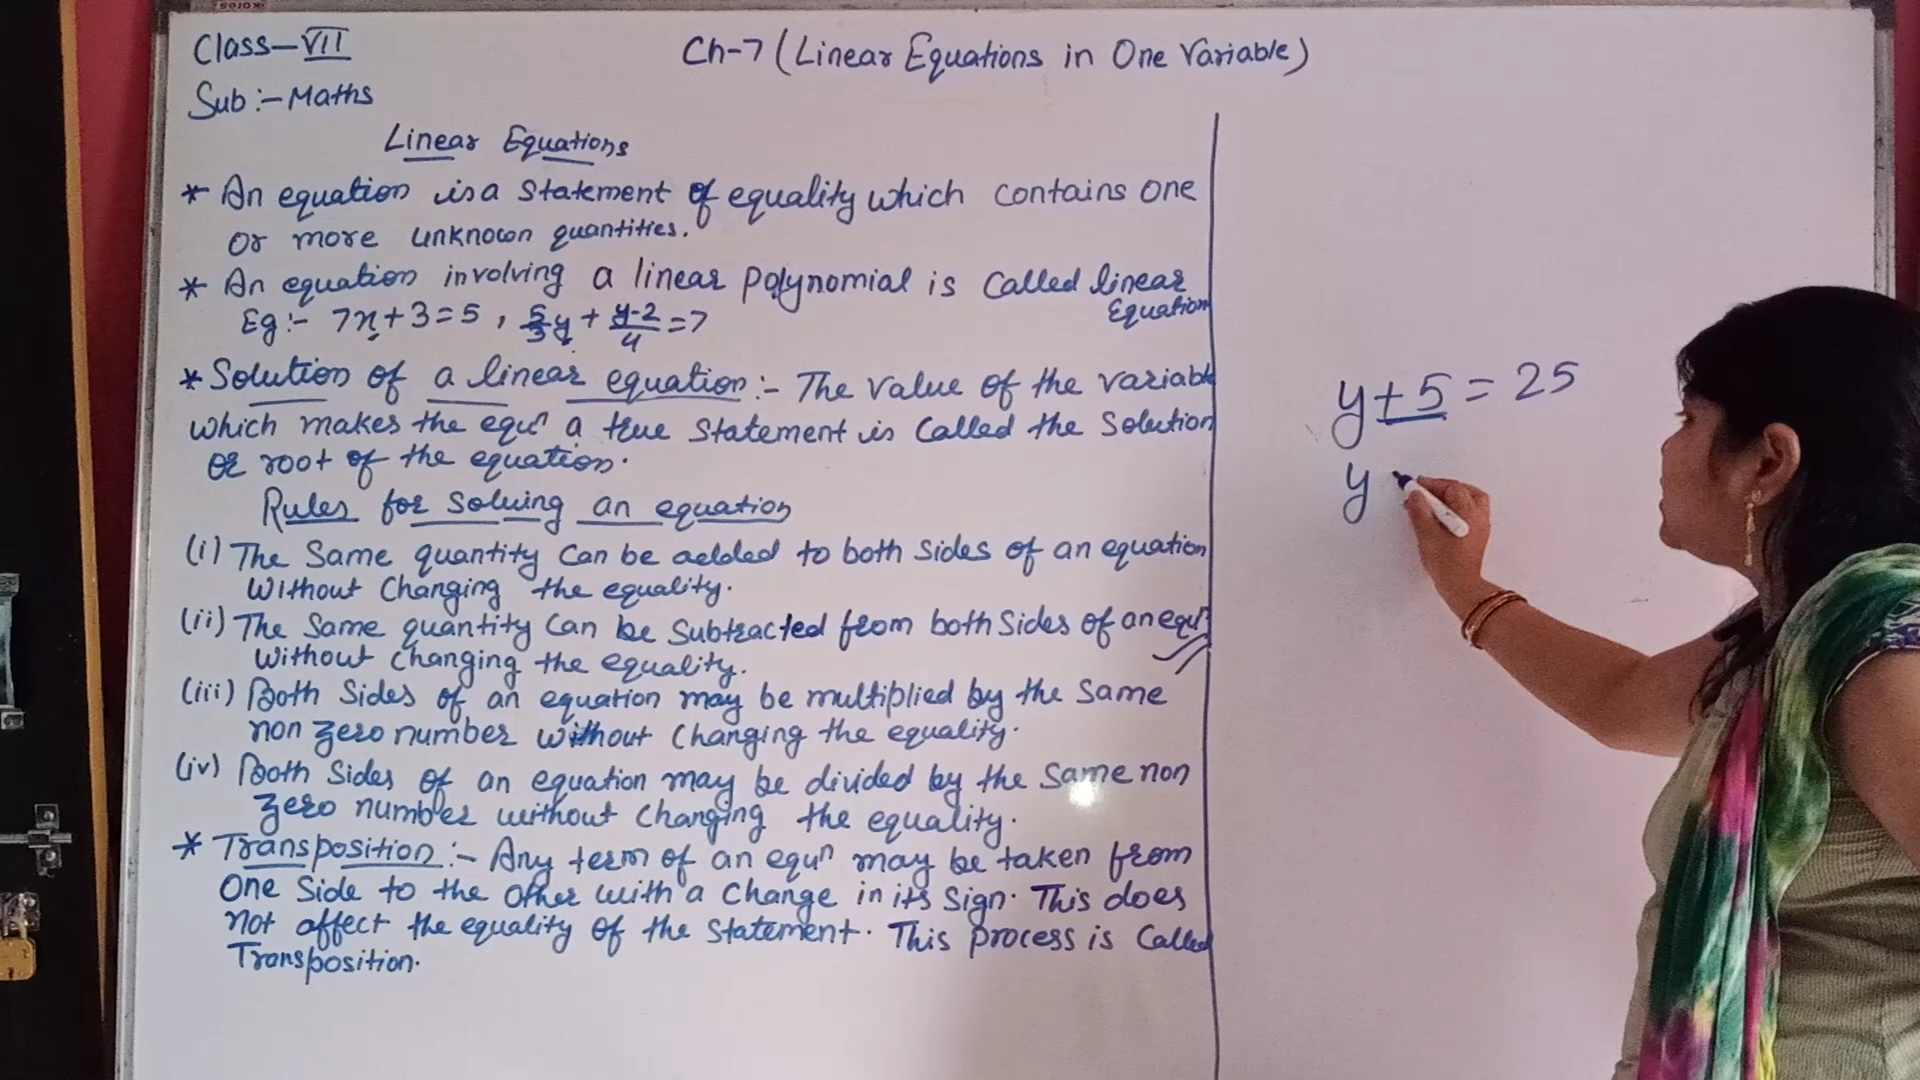 Class-VII
Ch-7 (Linear Equations in One Variable)
Sub :- Maths
Linear Equations
* An equation is a statement of equality which contains one
or more unknown quantities.
* An equation involving a linear polynomial is called linear
Equation
Eg :- 7x+3=5, 5/3 y + y-2/4 = 7
* Solution of a linear equation :- The value of the variable
which makes the equⁿ a true statement is called the solution
or root of the equation.
Rules for solving an equation
(i) The same quantity can be added to both sides of an equation
without changing the equality.
(ii) The same quantity can be subtracted from both sides of an equⁿ
without changing the equality.
(iii) Both sides of an equation may be multiplied by the same
non zero number without changing the equality.
(iv) Both sides of an equation may be divided by the same non
zero number without changing the equality.
* Transposition :- Any term of an equⁿ may be taken from
one side to the other with a change in its sign. This does
not affect the equality of the statement. This process is called
Transposition.
y+5=25
y